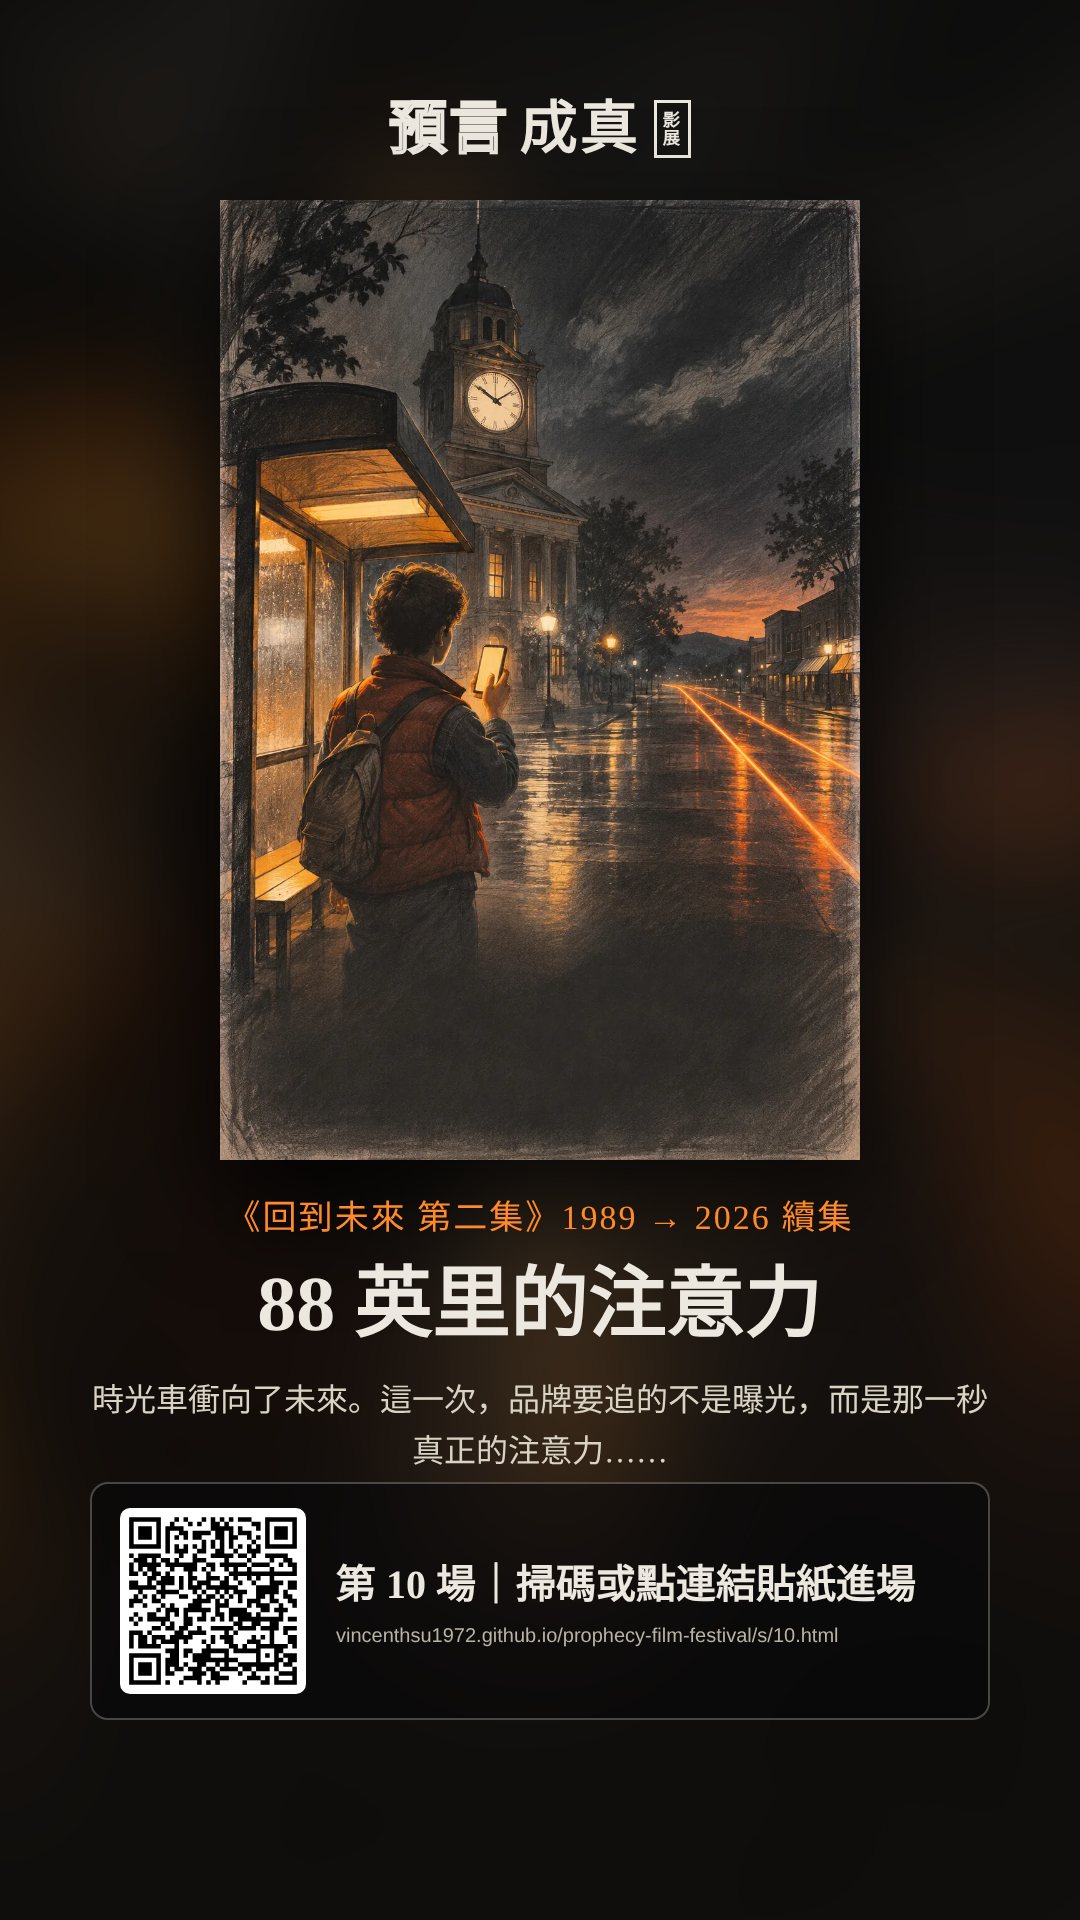 預言成真 影展
《回到未來 第二集》1989 → 2026 續集
88 英里的注意力
時光車衝向了未來。這一次，品牌要追的不是曝光，而是那一秒
真正的注意力……
第 10 場｜掃碼或點連結貼紙進場
vincenthsu1972.github.io/prophecy-film-festival/s/10.html